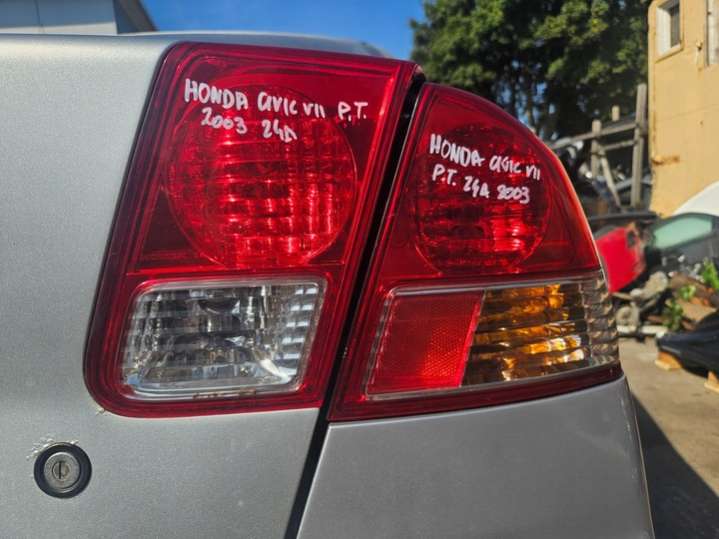 HONDA CIVIC VII P.T.
2003 24A
HONDA CIVIC VII
P.T. 24A 2003